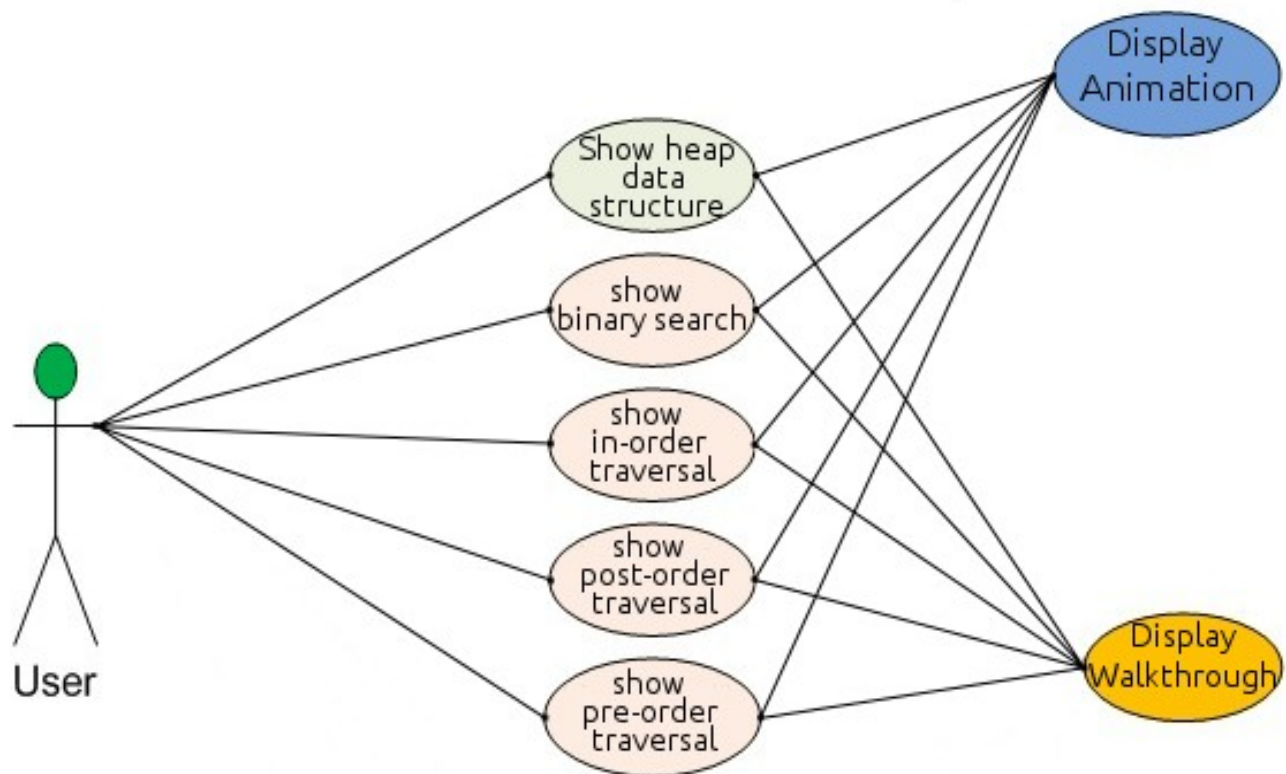 Display
Animation
Show heap
data
structure
show
binary search
show
in-order
traversal
show
post-order
traversal
show
pre-order
traversal
User
Display
Walkthrough